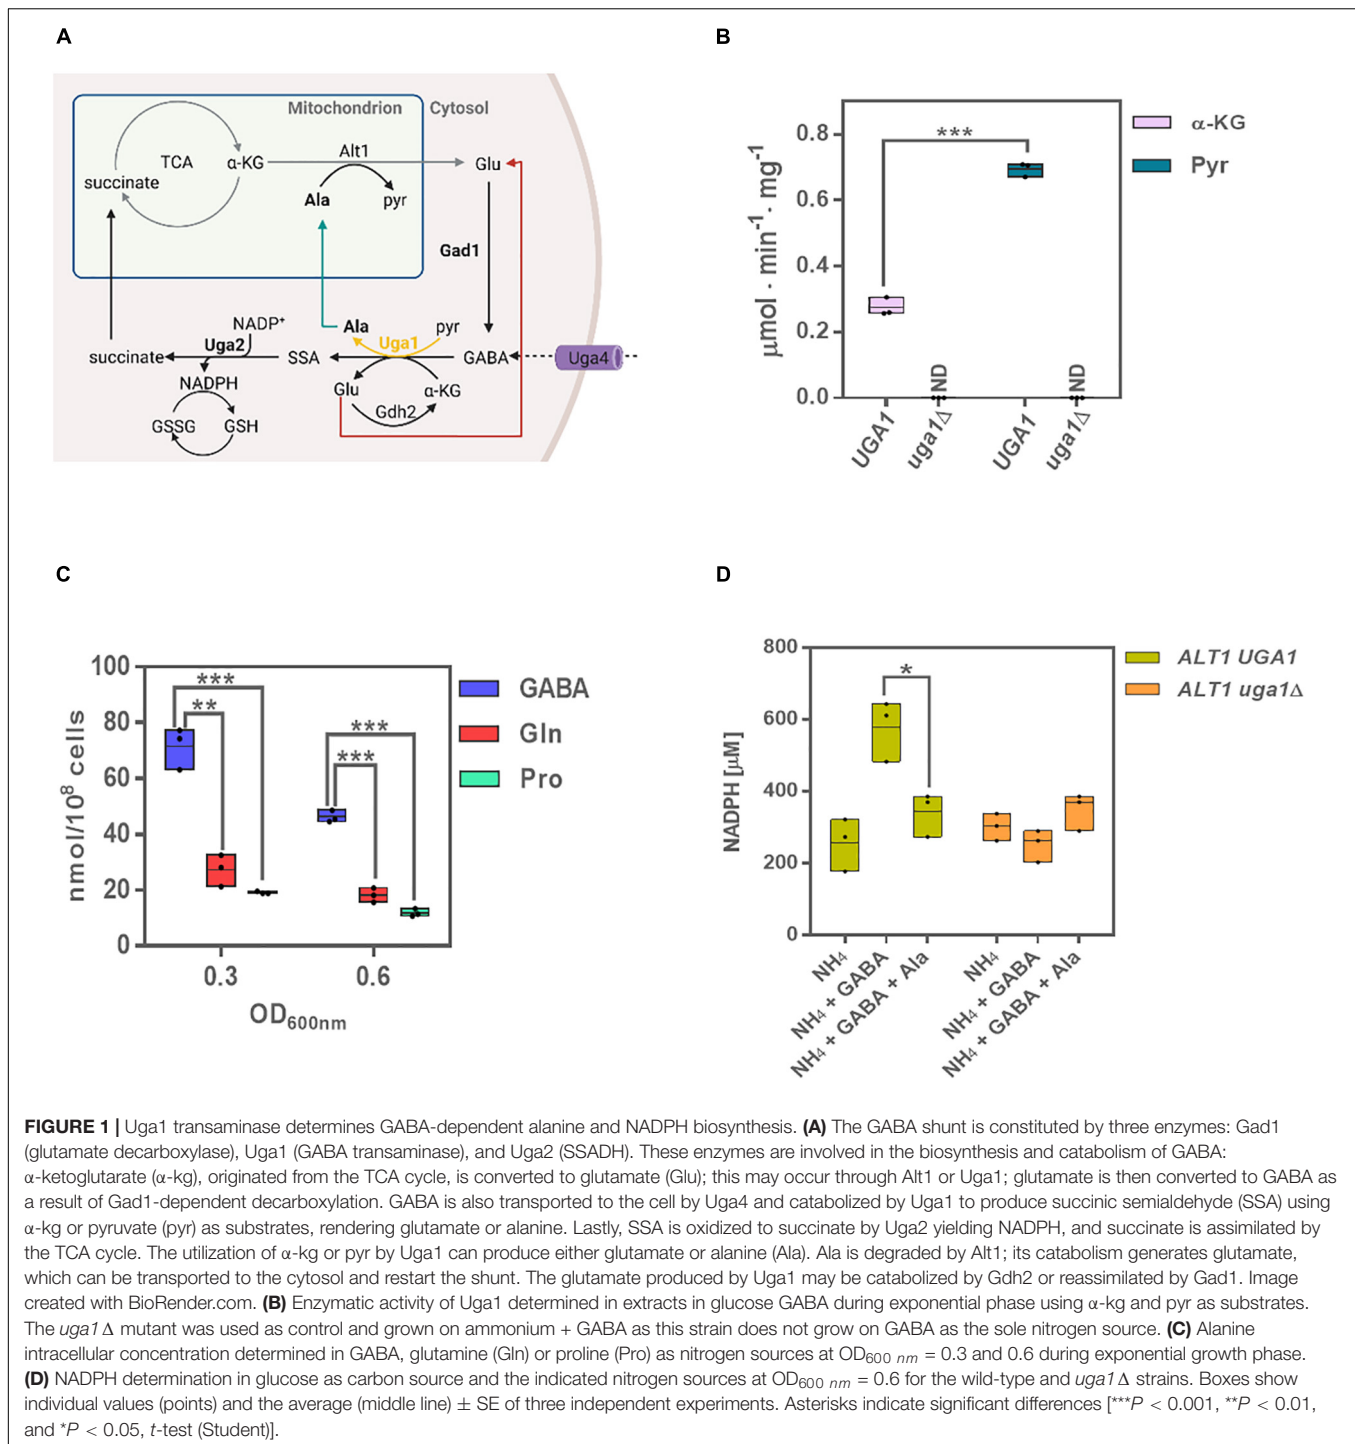 A
Mitochondrion Cytosol
TCA
α-KG
Alt1
Glu
succinate
Ala
pyr
Gad1
NADP⁺
Uga2
Ala
Uga1
pyr
succinate
SSA
GABA
Uga4
NADPH
Glu
α-KG
GSSG
GSH
Gdh2
B
μmol · min⁻¹ · mg⁻¹
0.8
0.6
0.4
0.2
0.0
***
ND
ND
UGA1
uga1Δ
UGA1
uga1Δ
α-KG
Pyr
C
nmol/10⁸ cells
100
80
60
40
20
0
***
**
***
***
0.3
0.6
OD₆₀₀nm
GABA
Gln
Pro
D
NADPH [μM]
800
600
400
200
0
*
NH₄
NH₄ + GABA
NH₄ + GABA + Ala
NH₄
NH₄ + GABA
NH₄ + GABA + Ala
ALT1 UGA1
ALT1 uga1Δ
FIGURE 1 | Uga1 transaminase determines GABA-dependent alanine and NADPH biosynthesis. (A) The GABA shunt is constituted by three enzymes: Gad1
(glutamate decarboxylase), Uga1 (GABA transaminase), and Uga2 (SSADH). These enzymes are involved in the biosynthesis and catabolism of GABA:
α-ketoglutarate (α-kg), originated from the TCA cycle, is converted to glutamate (Glu); this may occur through Alt1 or Uga1; glutamate is then converted to GABA as
a result of Gad1-dependent decarboxylation. GABA is also transported to the cell by Uga4 and catabolized by Uga1 to produce succinic semialdehyde (SSA) using
α-kg or pyruvate (pyr) as substrates, rendering glutamate or alanine. Lastly, SSA is oxidized to succinate by Uga2 yielding NADPH, and succinate is assimilated by
the TCA cycle. The utilization of α-kg or pyr by Uga1 can produce either glutamate or alanine (Ala). Ala is degraded by Alt1; its catabolism generates glutamate,
which can be transported to the cytosol and restart the shunt. The glutamate produced by Uga1 may be catabolized by Gdh2 or reassimilated by Gad1. Image
created with BioRender.com. (B) Enzymatic activity of Uga1 determined in extracts in glucose GABA during exponential phase using α-kg and pyr as substrates.
The uga1Δ mutant was used as control and grown on ammonium + GABA as this strain does not grow on GABA as the sole nitrogen source. (C) Alanine
intracellular concentration determined in GABA, glutamine (Gln) or proline (Pro) as nitrogen sources at OD₆₀₀ nm = 0.3 and 0.6 during exponential growth phase.
(D) NADPH determination in glucose as carbon source and the indicated nitrogen sources at OD₆₀₀ nm = 0.6 for the wild-type and uga1Δ strains. Boxes show
individual values (points) and the average (middle line) ± SE of three independent experiments. Asterisks indicate significant differences [***P < 0.001, **P < 0.01,
and *P < 0.05, t-test (Student)].